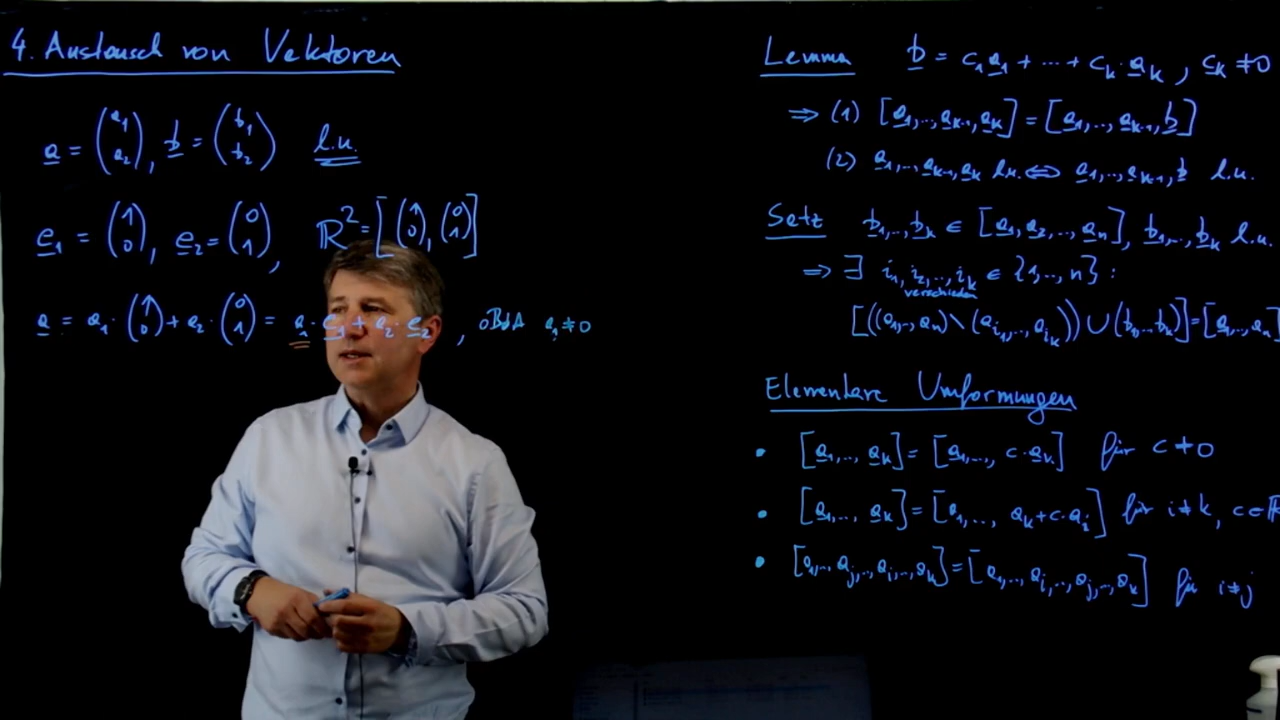 4. Austausch von Vektoren
a = (a₁ a₂), b = (b₁ b₂) l.u.
e₁ = (1 0), e₂ = (0 1), ℝ² = [(1 0), (0 1)]
a = a₁ · (1 0) + a₂ · (0 1) = a₁ · e₁ + a₂ · e₂, oBdA a₁ ≠ 0
Lemma b = c₁a₁ + ⋯ + cₖ · aₖ, cₖ ≠ 0
⇒ (1) [a₁,..,aₖ₋₁,aₖ] = [a₁,..,aₖ₋₁,b]
(2) a₁,..,aₖ₋₁,aₖ l.u. ⇔ a₁,..,aₖ₋₁,b l.u.
Satz b₁,..,bₖ ∈ [a₁,a₂,..,aₙ], b₁,..,bₖ l.u.
⇒ ∃ i₁,i₂,..,iₖ ∈ {1,..,n} :
verschieden
[((a₁,..,aₙ)∖(a_{i₁},..,a_{iₖ})) ∪ (b₁,..bₖ)] = [a₁,..,aₙ]
Elementare Umformungen
• [a₁,..,aₖ] = [a₁,..., c·aₖ] für c ≠ 0
• [a₁,..,aₖ] = [a₁,..., aₖ+c·aᵢ] für i≠k, c∈ℝ
• [a₁,..,aⱼ,..,aᵢ,..,aₖ] = [a₁,..,aᵢ,..,aⱼ,..,aₖ] für i≠j